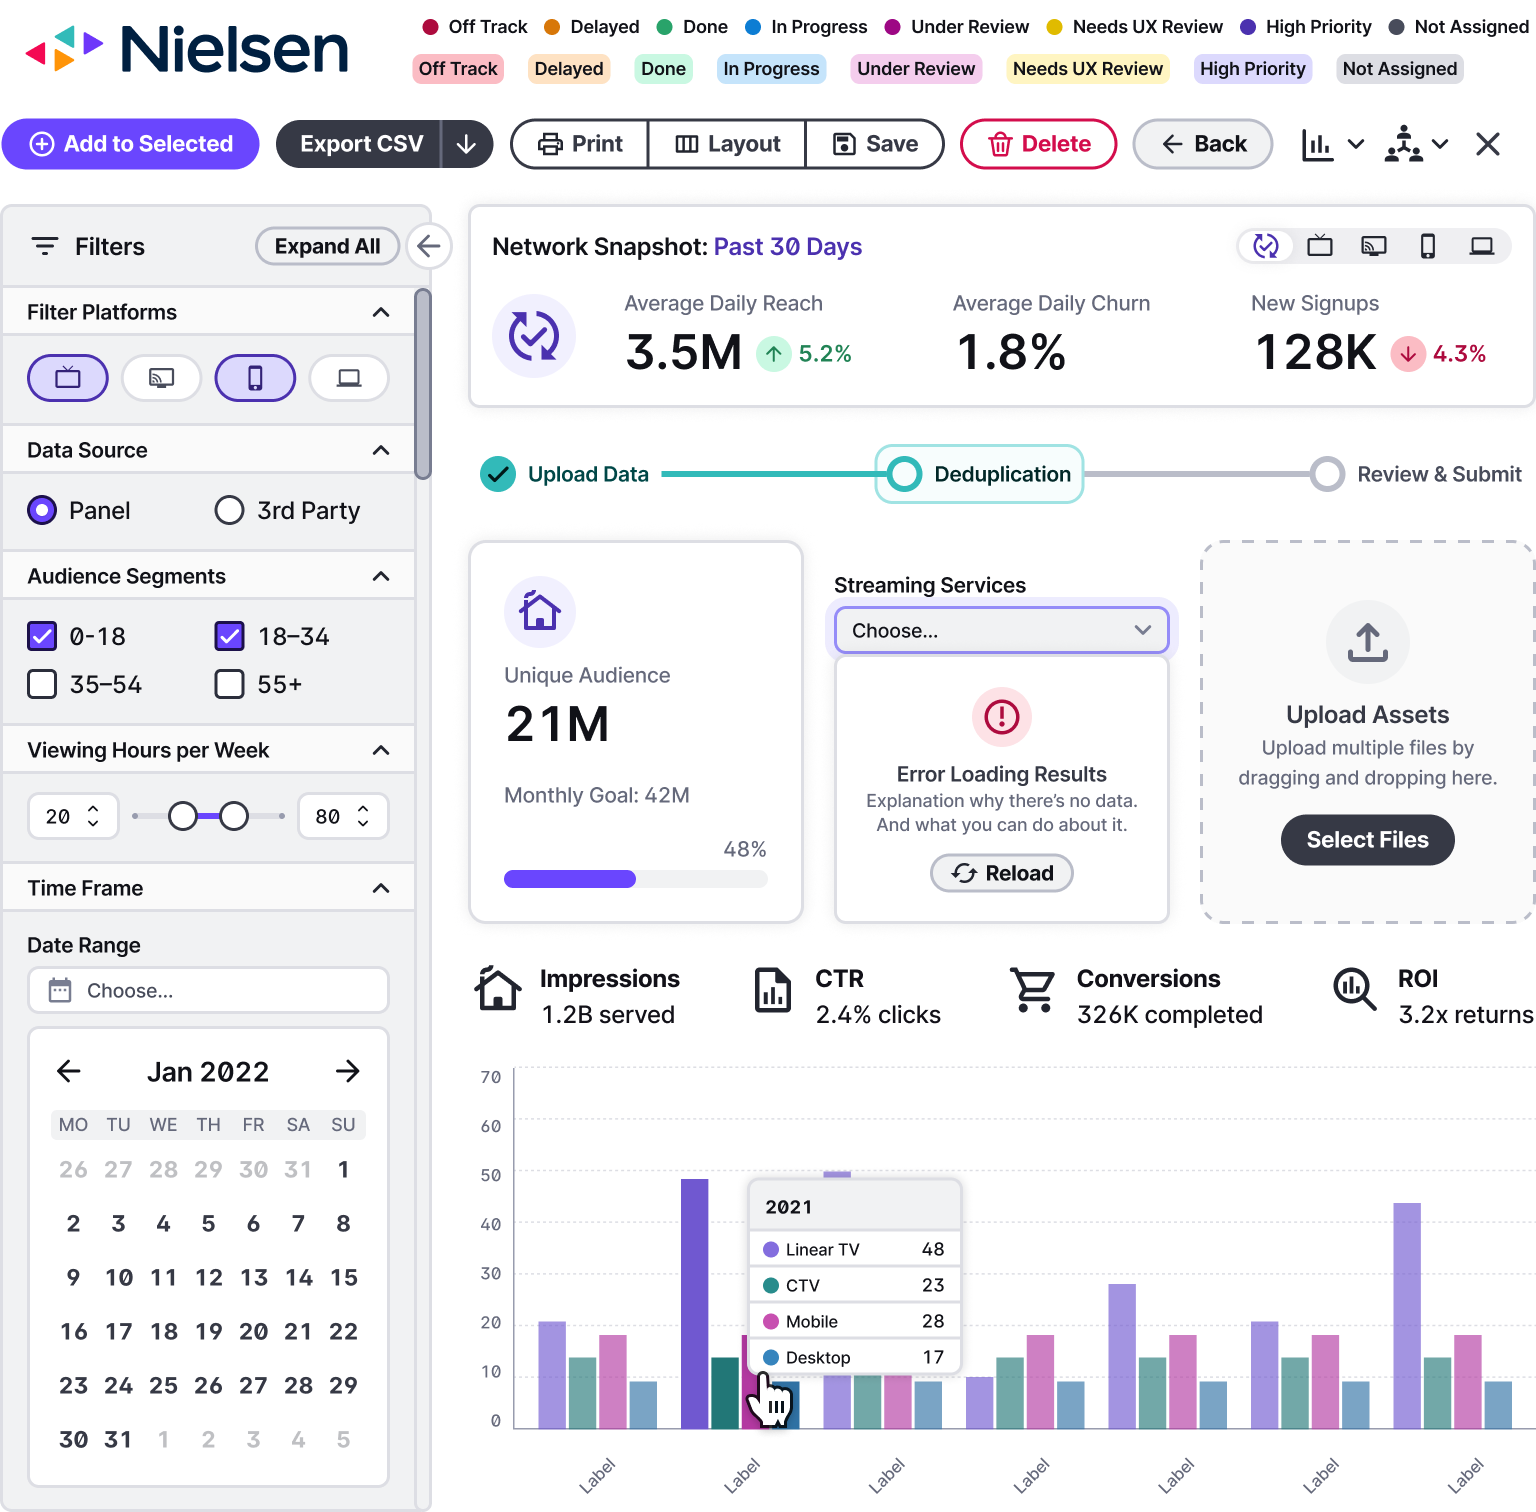 Nielsen
Off Track Delayed Done In Progress Under Review Needs UX Review High Priority Not Assigned
Off Track Delayed Done In Progress Under Review Needs UX Review High Priority Not Assigned
Add to Selected Export CSV Print Layout Save Delete Back
Filters Expand All
Filter Platforms
Data Source
Panel 3rd Party
Audience Segments
0-18 18–34
35–54 55+
Viewing Hours per Week
20 80
Time Frame
Date Range
Choose...
Jan 2022
MO TU WE TH FR SA SU
26 27 28 29 30 31 1
2 3 4 5 6 7 8
9 10 11 12 13 14 15
16 17 18 19 20 21 22
23 24 25 26 27 28 29
30 31 1 2 3 4 5
Network Snapshot: Past 30 Days
Average Daily Reach Average Daily Churn New Signups
3.5M 5.2% 1.8% 128K 4.3%
Upload Data Deduplication Review & Submit
Unique Audience
21M
Monthly Goal: 42M
48%
Streaming Services
Choose...
Error Loading Results
Explanation why there's no data.
And what you can do about it.
Reload
Upload Assets
Upload multiple files by
dragging and dropping here.
Select Files
Impressions CTR Conversions ROI
1.2B served 2.4% clicks 326K completed 3.2x returns
70
60
50
40
30
20
10
0
2021
Linear TV 48
CTV 23
Mobile 28
Desktop 17
Label Label Label Label Label Label Label